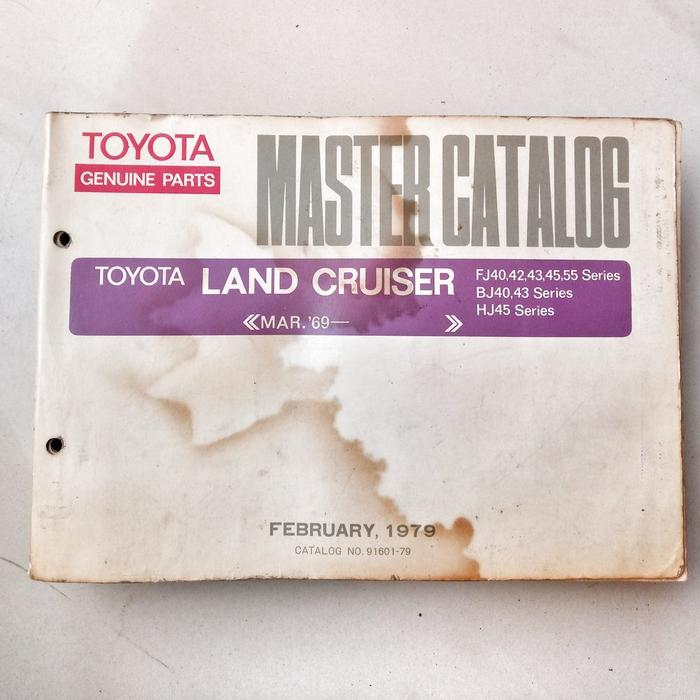 TOYOTA
GENUINE PARTS
MASTER CATALOG
TOYOTA LAND CRUISER
FJ40,42,43,45,55 Series
BJ40,43 Series
HJ45 Series
≪MAR.'69— ≫
FEBRUARY, 1979
CATALOG NO. 91601-79